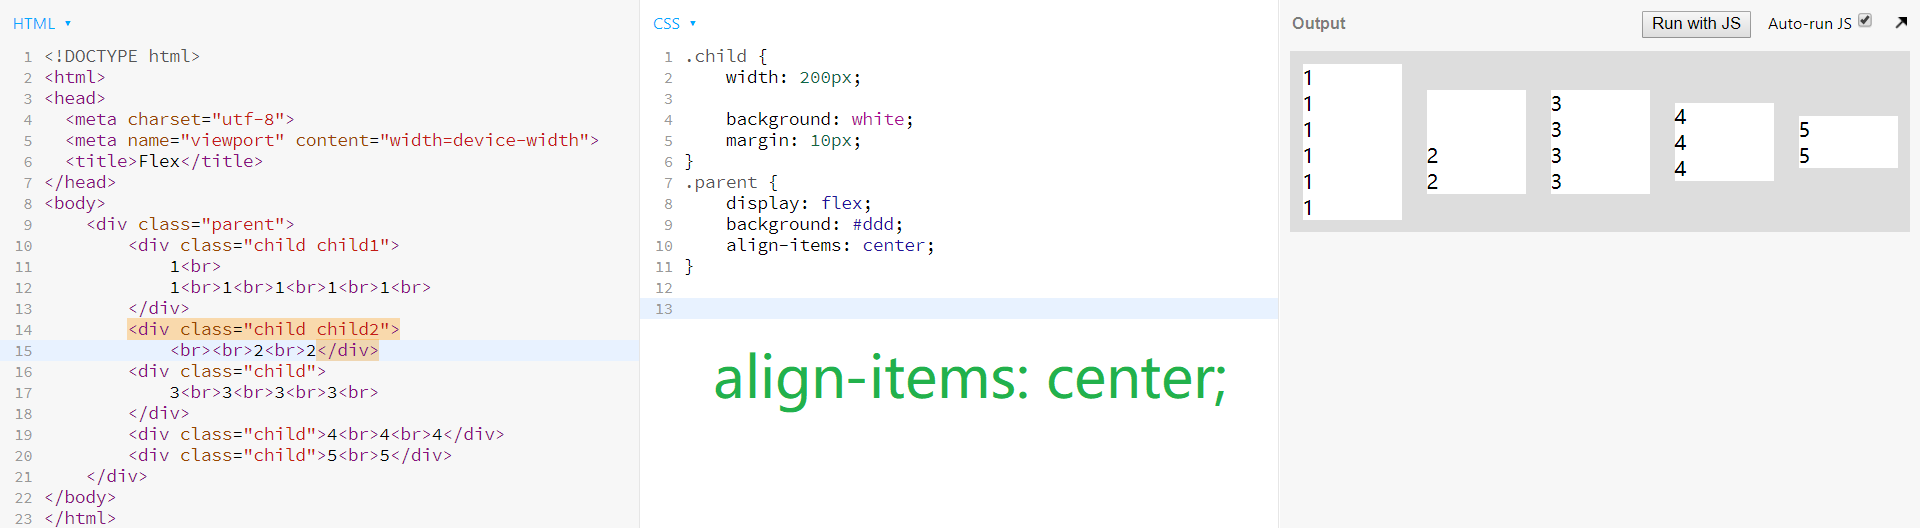 HTML ▾
1 <!DOCTYPE html>
2 <html>
3 <head>
4   <meta charset="utf-8">
5   <meta name="viewport" content="width=device-width">
6   <title>Flex</title>
7 </head>
8 <body>
9     <div class="parent">
10         <div class="child child1">
11             1<br>
12             1<br>1<br>1<br>1<br>1<br>
13         </div>
14         <div class="child child2">
15             <br><br>2<br>2</div>
16         <div class="child">
17             3<br>3<br>3<br>3<br>
18         </div>
19         <div class="child">4<br>4<br>4</div>
20         <div class="child">5<br>5</div>
21     </div>
22 </body>
23 </html>
CSS ▾
1 .child {
2     width: 200px;
3
4     background: white;
5     margin: 10px;
6 }
7 .parent {
8     display: flex;
9     background: #ddd;
10     align-items: center;
11 }
12
13
align-items: center;
Output Run with JS Auto-run JS
1
1
1
1
1
1
2
2
3
3
3
3
4
4
4
5
5